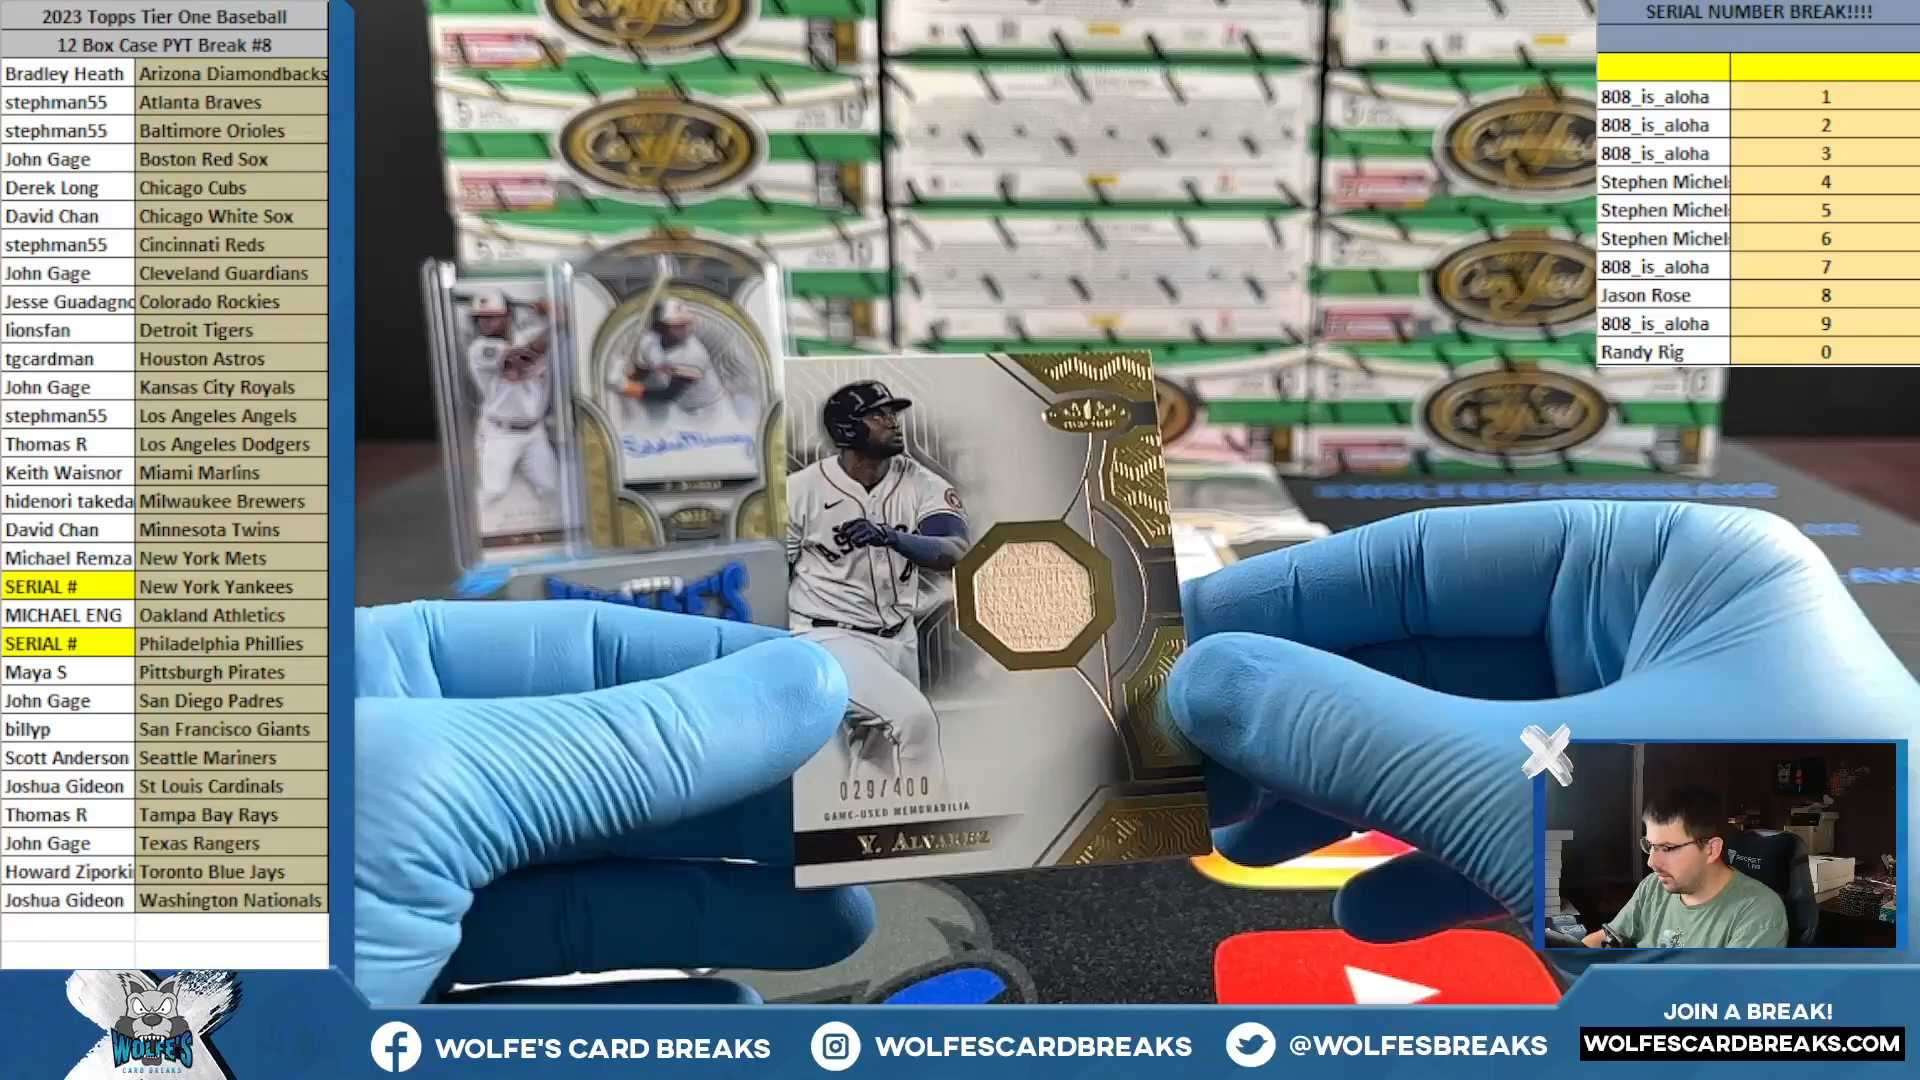 2023 Topps Tier One Baseball
12 Box Case PYT Break #8
Bradley Heath Arizona Diamondbacks
stephman55 Atlanta Braves
stephman55 Baltimore Orioles
John Gage Boston Red Sox
Derek Long Chicago Cubs
David Chan Chicago White Sox
stephman55 Cincinnati Reds
John Gage Cleveland Guardians
Jesse Guadagno Colorado Rockies
lionsfan Detroit Tigers
tgcardman Houston Astros
John Gage Kansas City Royals
stephman55 Los Angeles Angels
Thomas R Los Angeles Dodgers
Keith Waisnor Miami Marlins
hidenori takeda Milwaukee Brewers
David Chan Minnesota Twins
Michael Remza New York Mets
SERIAL # New York Yankees
MICHAEL ENG Oakland Athletics
SERIAL # Philadelphia Phillies
Maya S Pittsburgh Pirates
John Gage San Diego Padres
billyp San Francisco Giants
Scott Anderson Seattle Mariners
Joshua Gideon St Louis Cardinals
Thomas R Tampa Bay Rays
John Gage Texas Rangers
Howard Ziporki Toronto Blue Jays
Joshua Gideon Washington Nationals
SERIAL NUMBER BREAK!!!!
808_is_aloha 1
808_is_aloha 2
808_is_aloha 3
Stephen Michel 4
Stephen Michel 5
Stephen Michel 6
808_is_aloha 7
Jason Rose 8
808_is_aloha 9
Randy Rig 0
Certified
WOLFE'S
029/400
GAME-USED MEMORABILIA
Y. ALVAREZ
WOLFE'S
CARD BREAKS
WOLFE'S CARD BREAKS
WOLFESCARDBREAKS
@WOLFESBREAKS
JOIN A BREAK!
WOLFESCARDBREAKS.COM